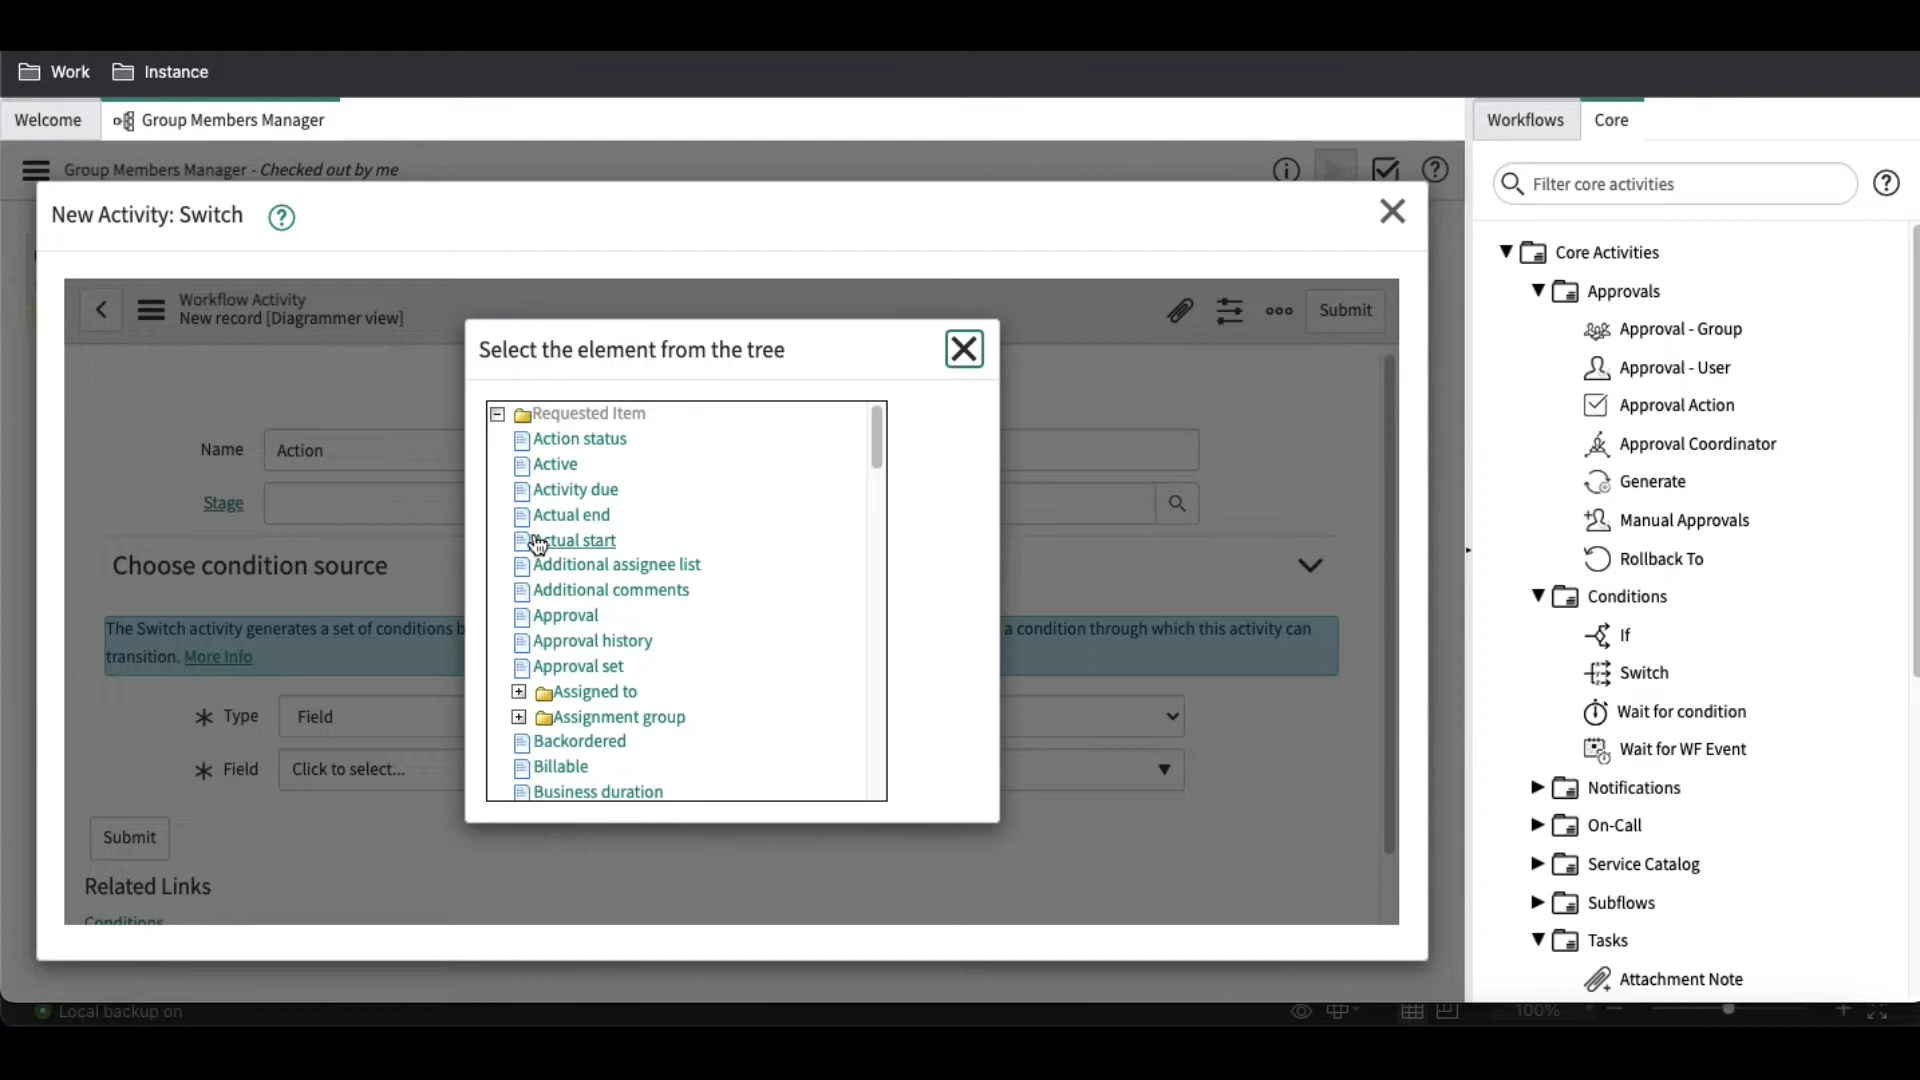 Work
Instance
Welcome
Group Members Manager
Workflows
Core
Group Members Manager - Checked out by me
Filter core activities
New Activity: Switch
Core Activities
Approvals
Approval - Group
Approval - User
Approval Action
Approval Coordinator
Generate
Manual Approvals
Rollback To
Conditions
If
Switch
Wait for condition
Wait for WF Event
Notifications
On-Call
Service Catalog
Subflows
Tasks
Attachment Note
Workflow Activity
New record [Diagrammer view]
Submit
Select the element from the tree
Requested Item
Action status
Active
Activity due
Actual end
Actual start
Additional assignee list
Additional comments
Approval
Approval history
Approval set
Assigned to
Assignment group
Backordered
Billable
Business duration
Name
Action
Stage
Choose condition source
The Switch activity generates a set of conditions b
a condition through which this activity can
transition. More Info
Type
Field
Field
Click to select...
Submit
Related Links
Conditions
Local backup on
100%